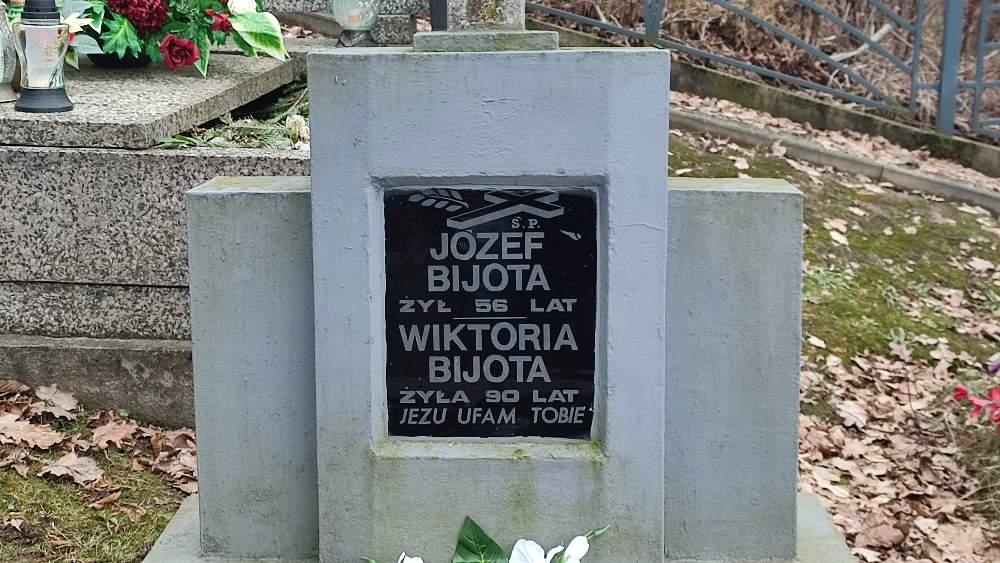 Ś.P.
JÓZEF
BIJOTA
ŻYŁ 56 LAT
WIKTORIA
BIJOTA
ŻYŁA 90 LAT
JEZU UFAM TOBIE